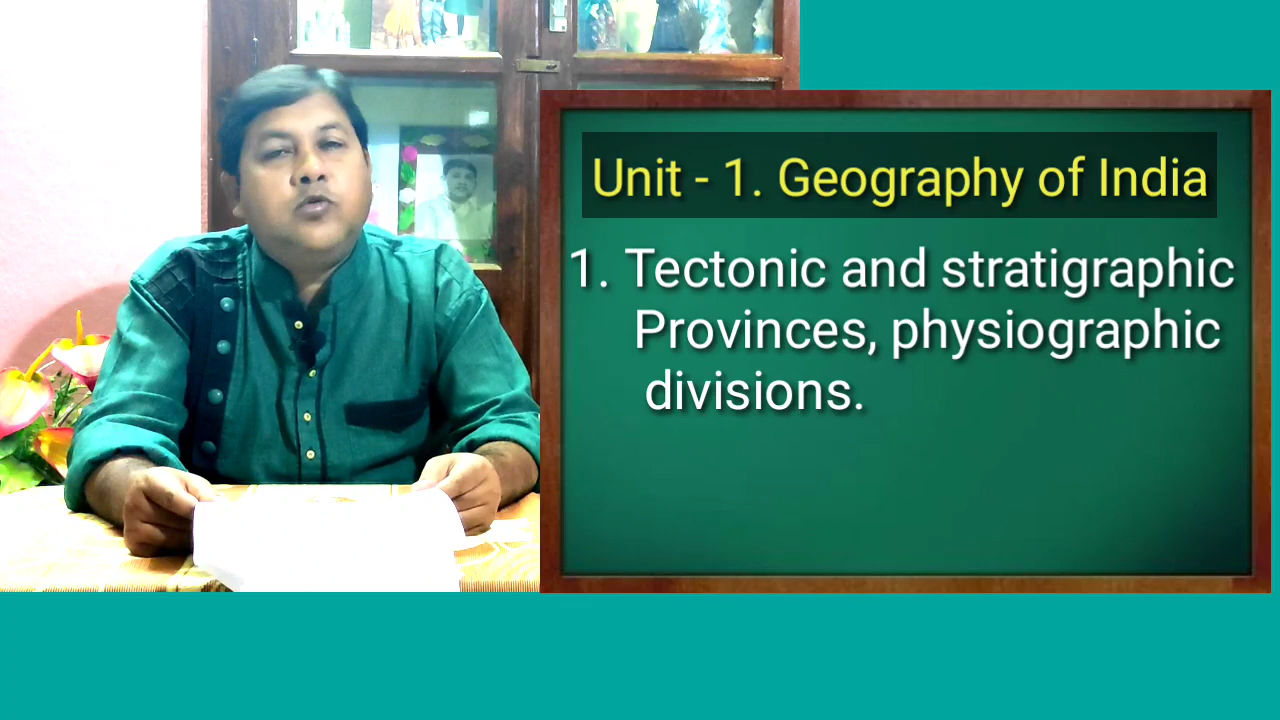 Unit - 1. Geography of India
1. Tectonic and stratigraphic
Provinces, physiographic
divisions.